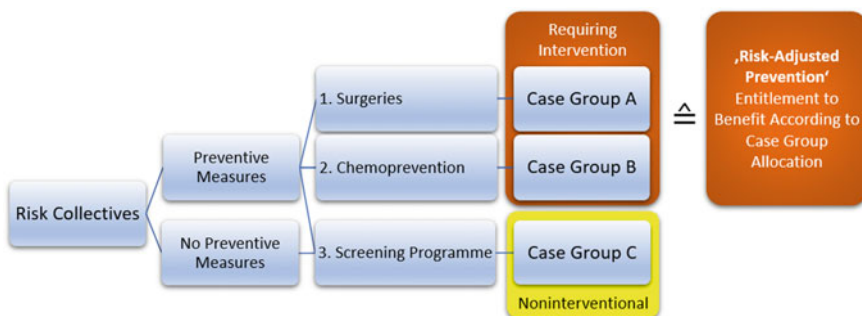 Requiring
Intervention
‚Risk-Adjusted
Prevention‘
Entitlement to
Benefit According to
Case Group
Allocation
≙
1. Surgeries
Case Group A
Preventive
Measures
2. Chemoprevention
Case Group B
Risk Collectives
No Preventive
Measures
3. Screening Programme
Case Group C
Noninterventional